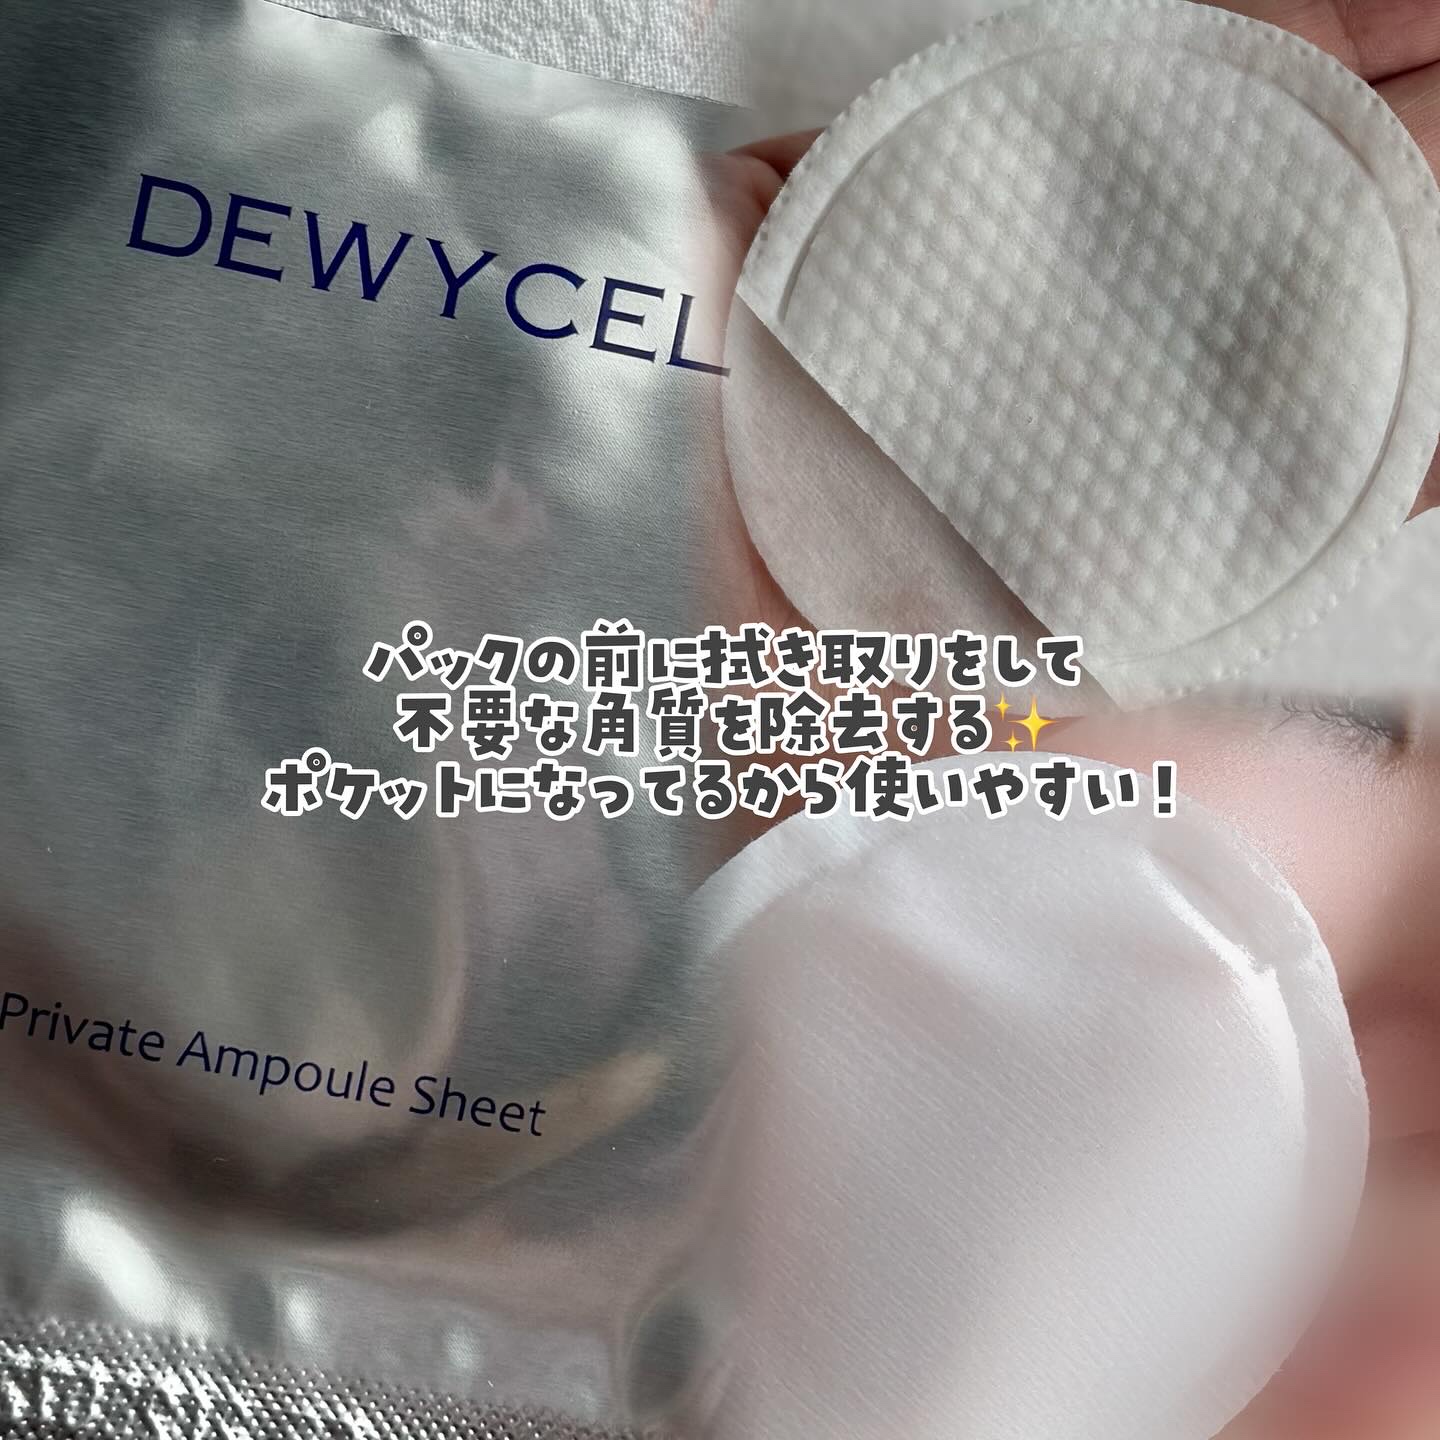 DEWYCEL
パックの前に拭き取りをして
不要な角質を除去する✨
ポケットになってるから使いやすい！
Private Ampoule Sheet